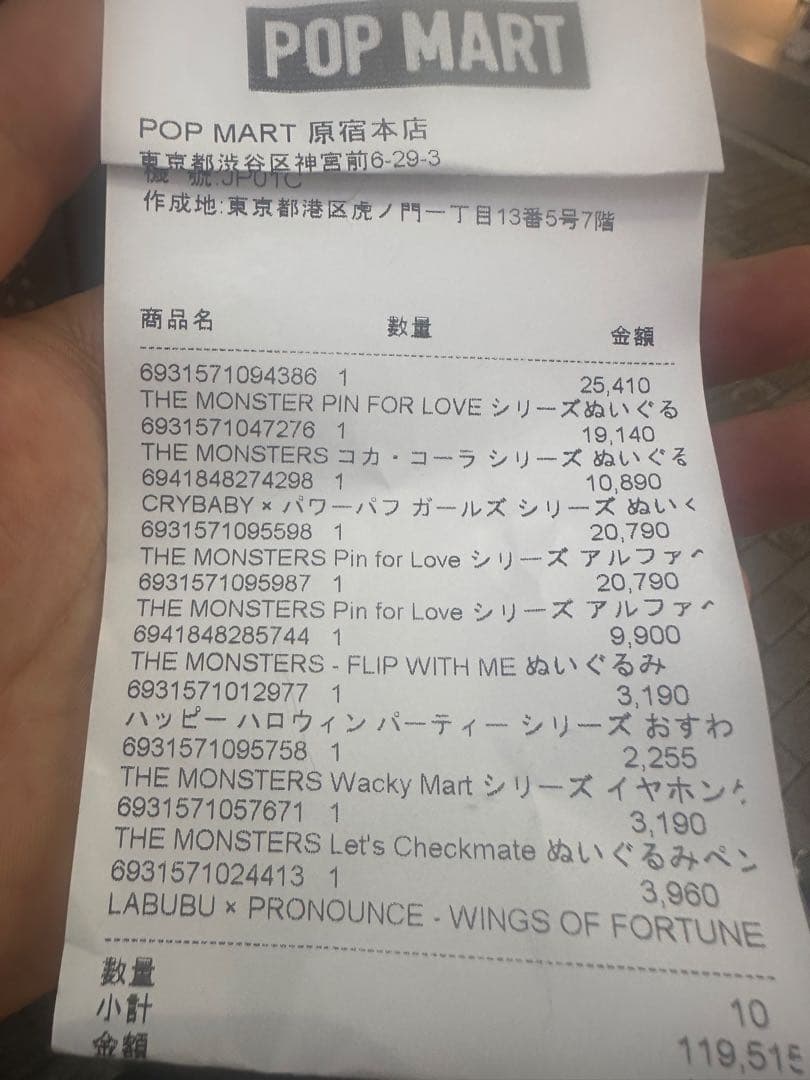 POP MART
POP MART 原宿本店
東京都渋谷区神宮前6-29-3
機 號:JP01C
作成地:東京都港区虎ノ門一丁目13番5号7階
商品名 数量 金額
6931571094386 1 25,410
THE MONSTER PIN FOR LOVE シリーズぬいぐる
6931571047276 1 19,140
THE MONSTERS コカ・コーラ シリーズ ぬいぐる
6941848274298 1 10,890
CRYBABY × パワーパフ ガールズ シリーズ ぬいく
6931571095598 1 20,790
THE MONSTERS Pin for Love シリーズ アルファヘ
6931571095987 1 20,790
THE MONSTERS Pin for Love シリーズ アルファヘ
6941848285744 1 9,900
THE MONSTERS - FLIP WITH ME ぬいぐるみ
6931571012977 1 3,190
ハッピー ハロウィン パーティー シリーズ おすわ
6931571095758 1 2,255
THE MONSTERS Wacky Mart シリーズ イヤホン
6931571057671 1 3,190
THE MONSTERS Let's Checkmate ぬいぐるみペン
6931571024413 1 3,960
LABUBU × PRONOUNCE - WINGS OF FORTUNE
数量 10
小計 119,515
金額